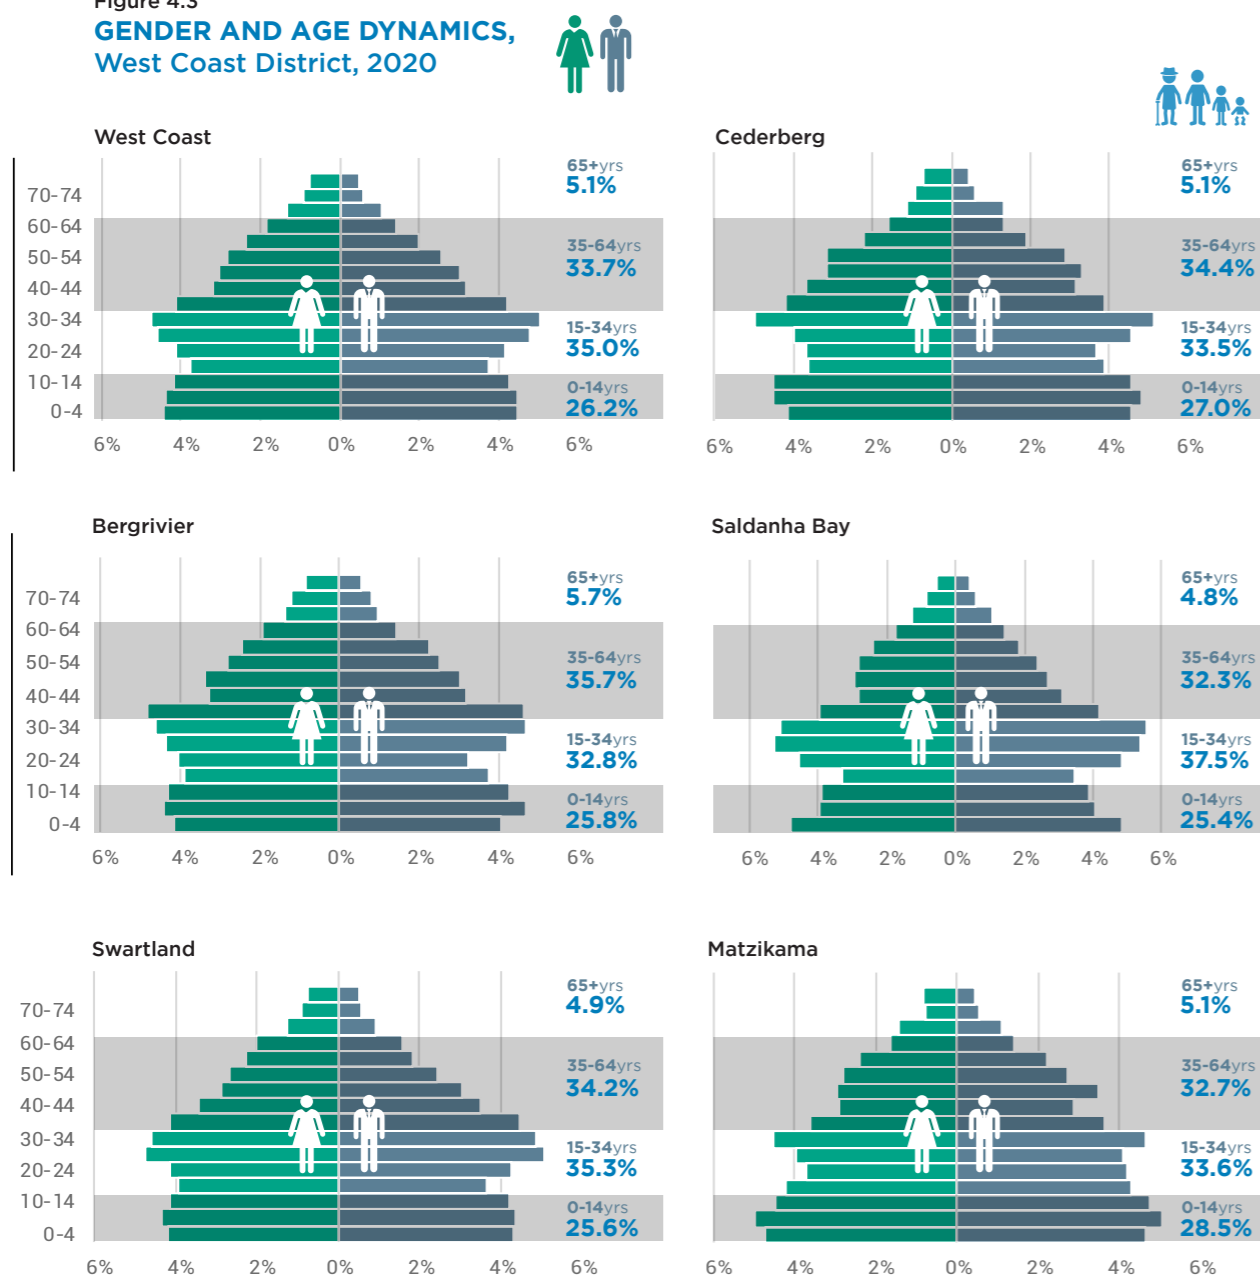 Figure 4.3
GENDER AND AGE DYNAMICS,
West Coast District, 2020
West Coast
70-74
60-64
50-54
40-44
30-34
20-24
10-14
0-4
65+yrs
5.1%
35-64yrs
33.7%
15-34yrs
35.0%
0-14yrs
26.2%
6% 4% 2% 0% 2% 4% 6%
Cederberg
65+yrs
5.1%
35-64yrs
34.4%
15-34yrs
33.5%
0-14yrs
27.0%
6% 4% 2% 0% 2% 4% 6%
Bergrivier
70-74
60-64
50-54
40-44
30-34
20-24
10-14
0-4
65+yrs
5.7%
35-64yrs
35.7%
15-34yrs
32.8%
0-14yrs
25.8%
6% 4% 2% 0% 2% 4% 6%
Saldanha Bay
65+yrs
4.8%
35-64yrs
32.3%
15-34yrs
37.5%
0-14yrs
25.4%
6% 4% 2% 0% 2% 4% 6%
Swartland
70-74
60-64
50-54
40-44
30-34
20-24
10-14
0-4
65+yrs
4.9%
35-64yrs
34.2%
15-34yrs
35.3%
0-14yrs
25.6%
6% 4% 2% 0% 2% 4% 6%
Matzikama
65+yrs
5.1%
35-64yrs
32.7%
15-34yrs
33.6%
0-14yrs
28.5%
6% 4% 2% 0% 2% 4% 6%